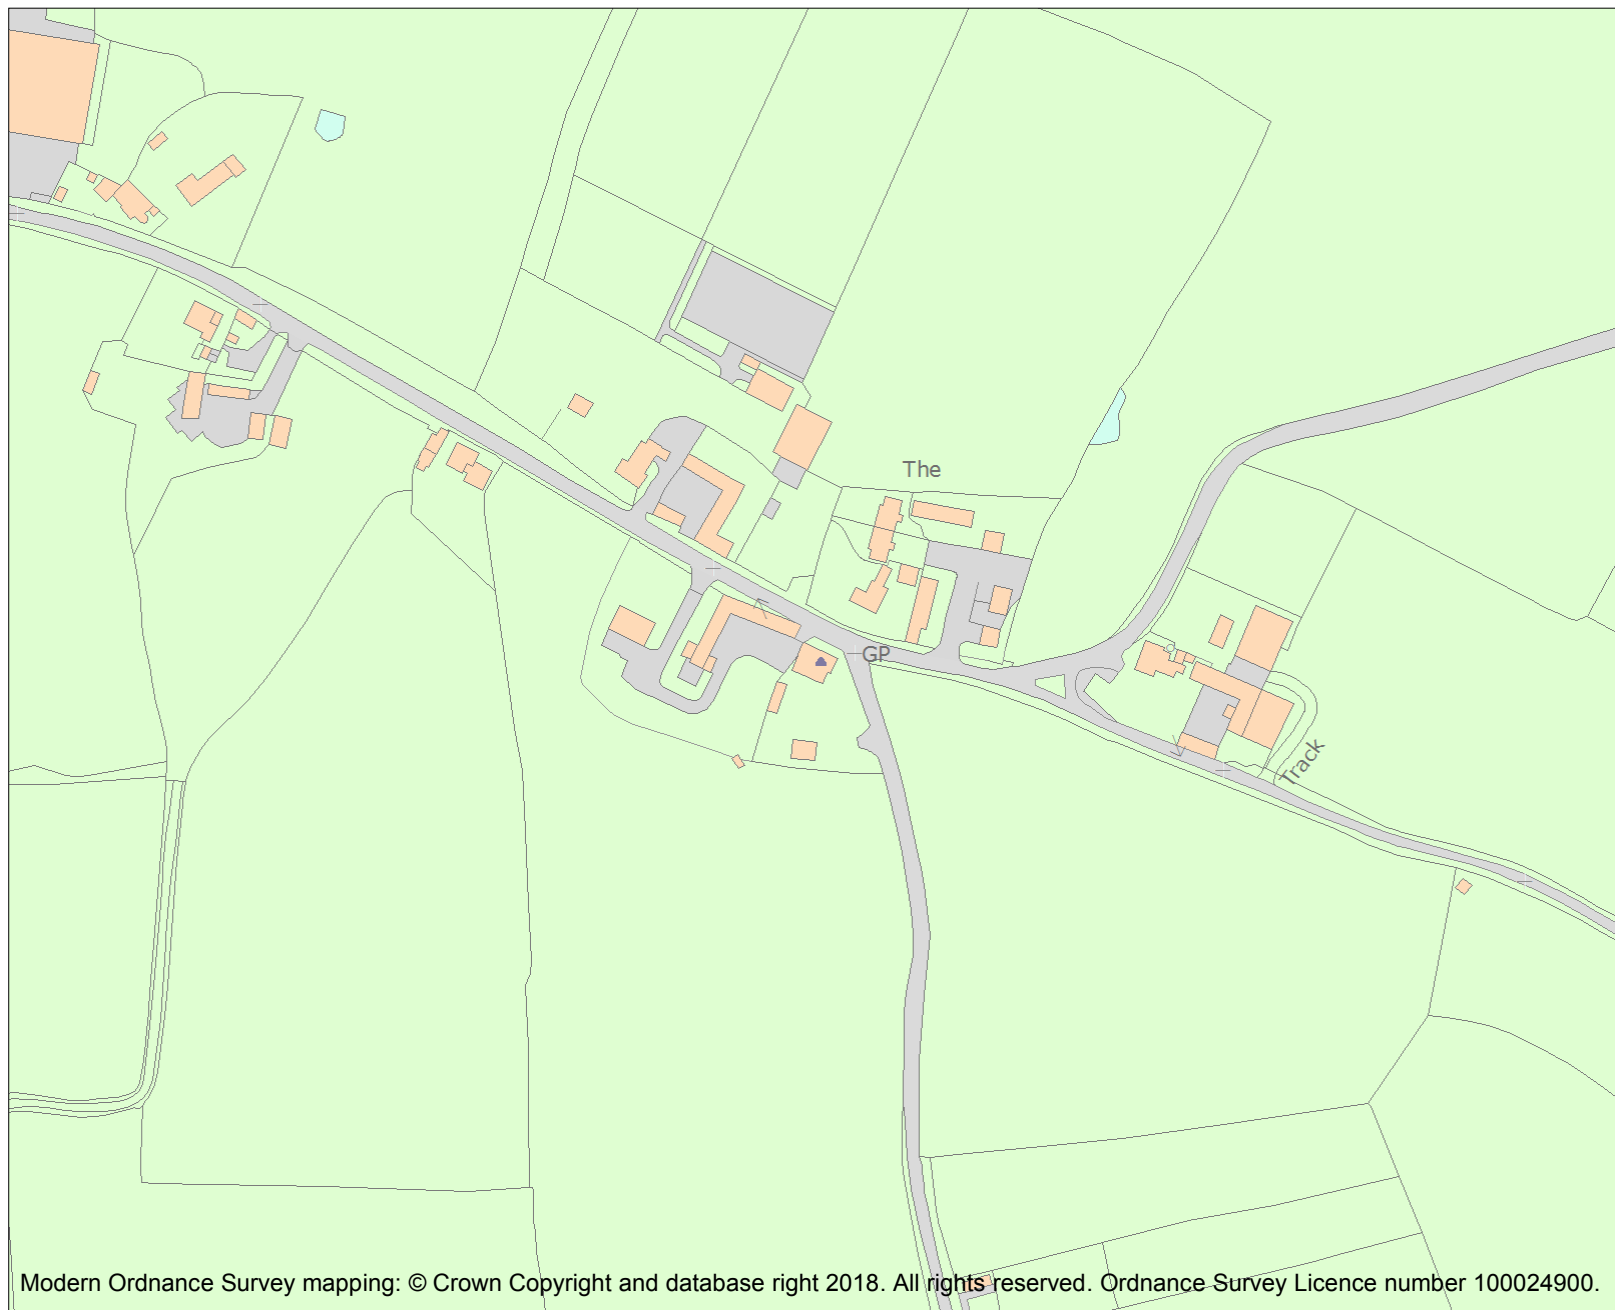 The
GP
Track
Modern Ordnance Survey mapping: © Crown Copyright and database right 2018. All rights reserved. Ordnance Survey Licence number 100024900.